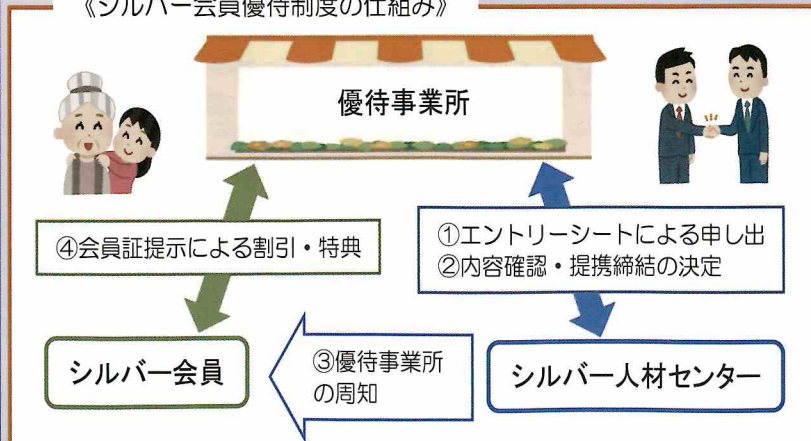 《シルバー会員優待制度の仕組み》
優待事業所
④会員証提示による割引・特典
①エントリーシートによる申し出
②内容確認・提携締結の決定
シルバー会員
③優待事業所
の周知
シルバー人材センター